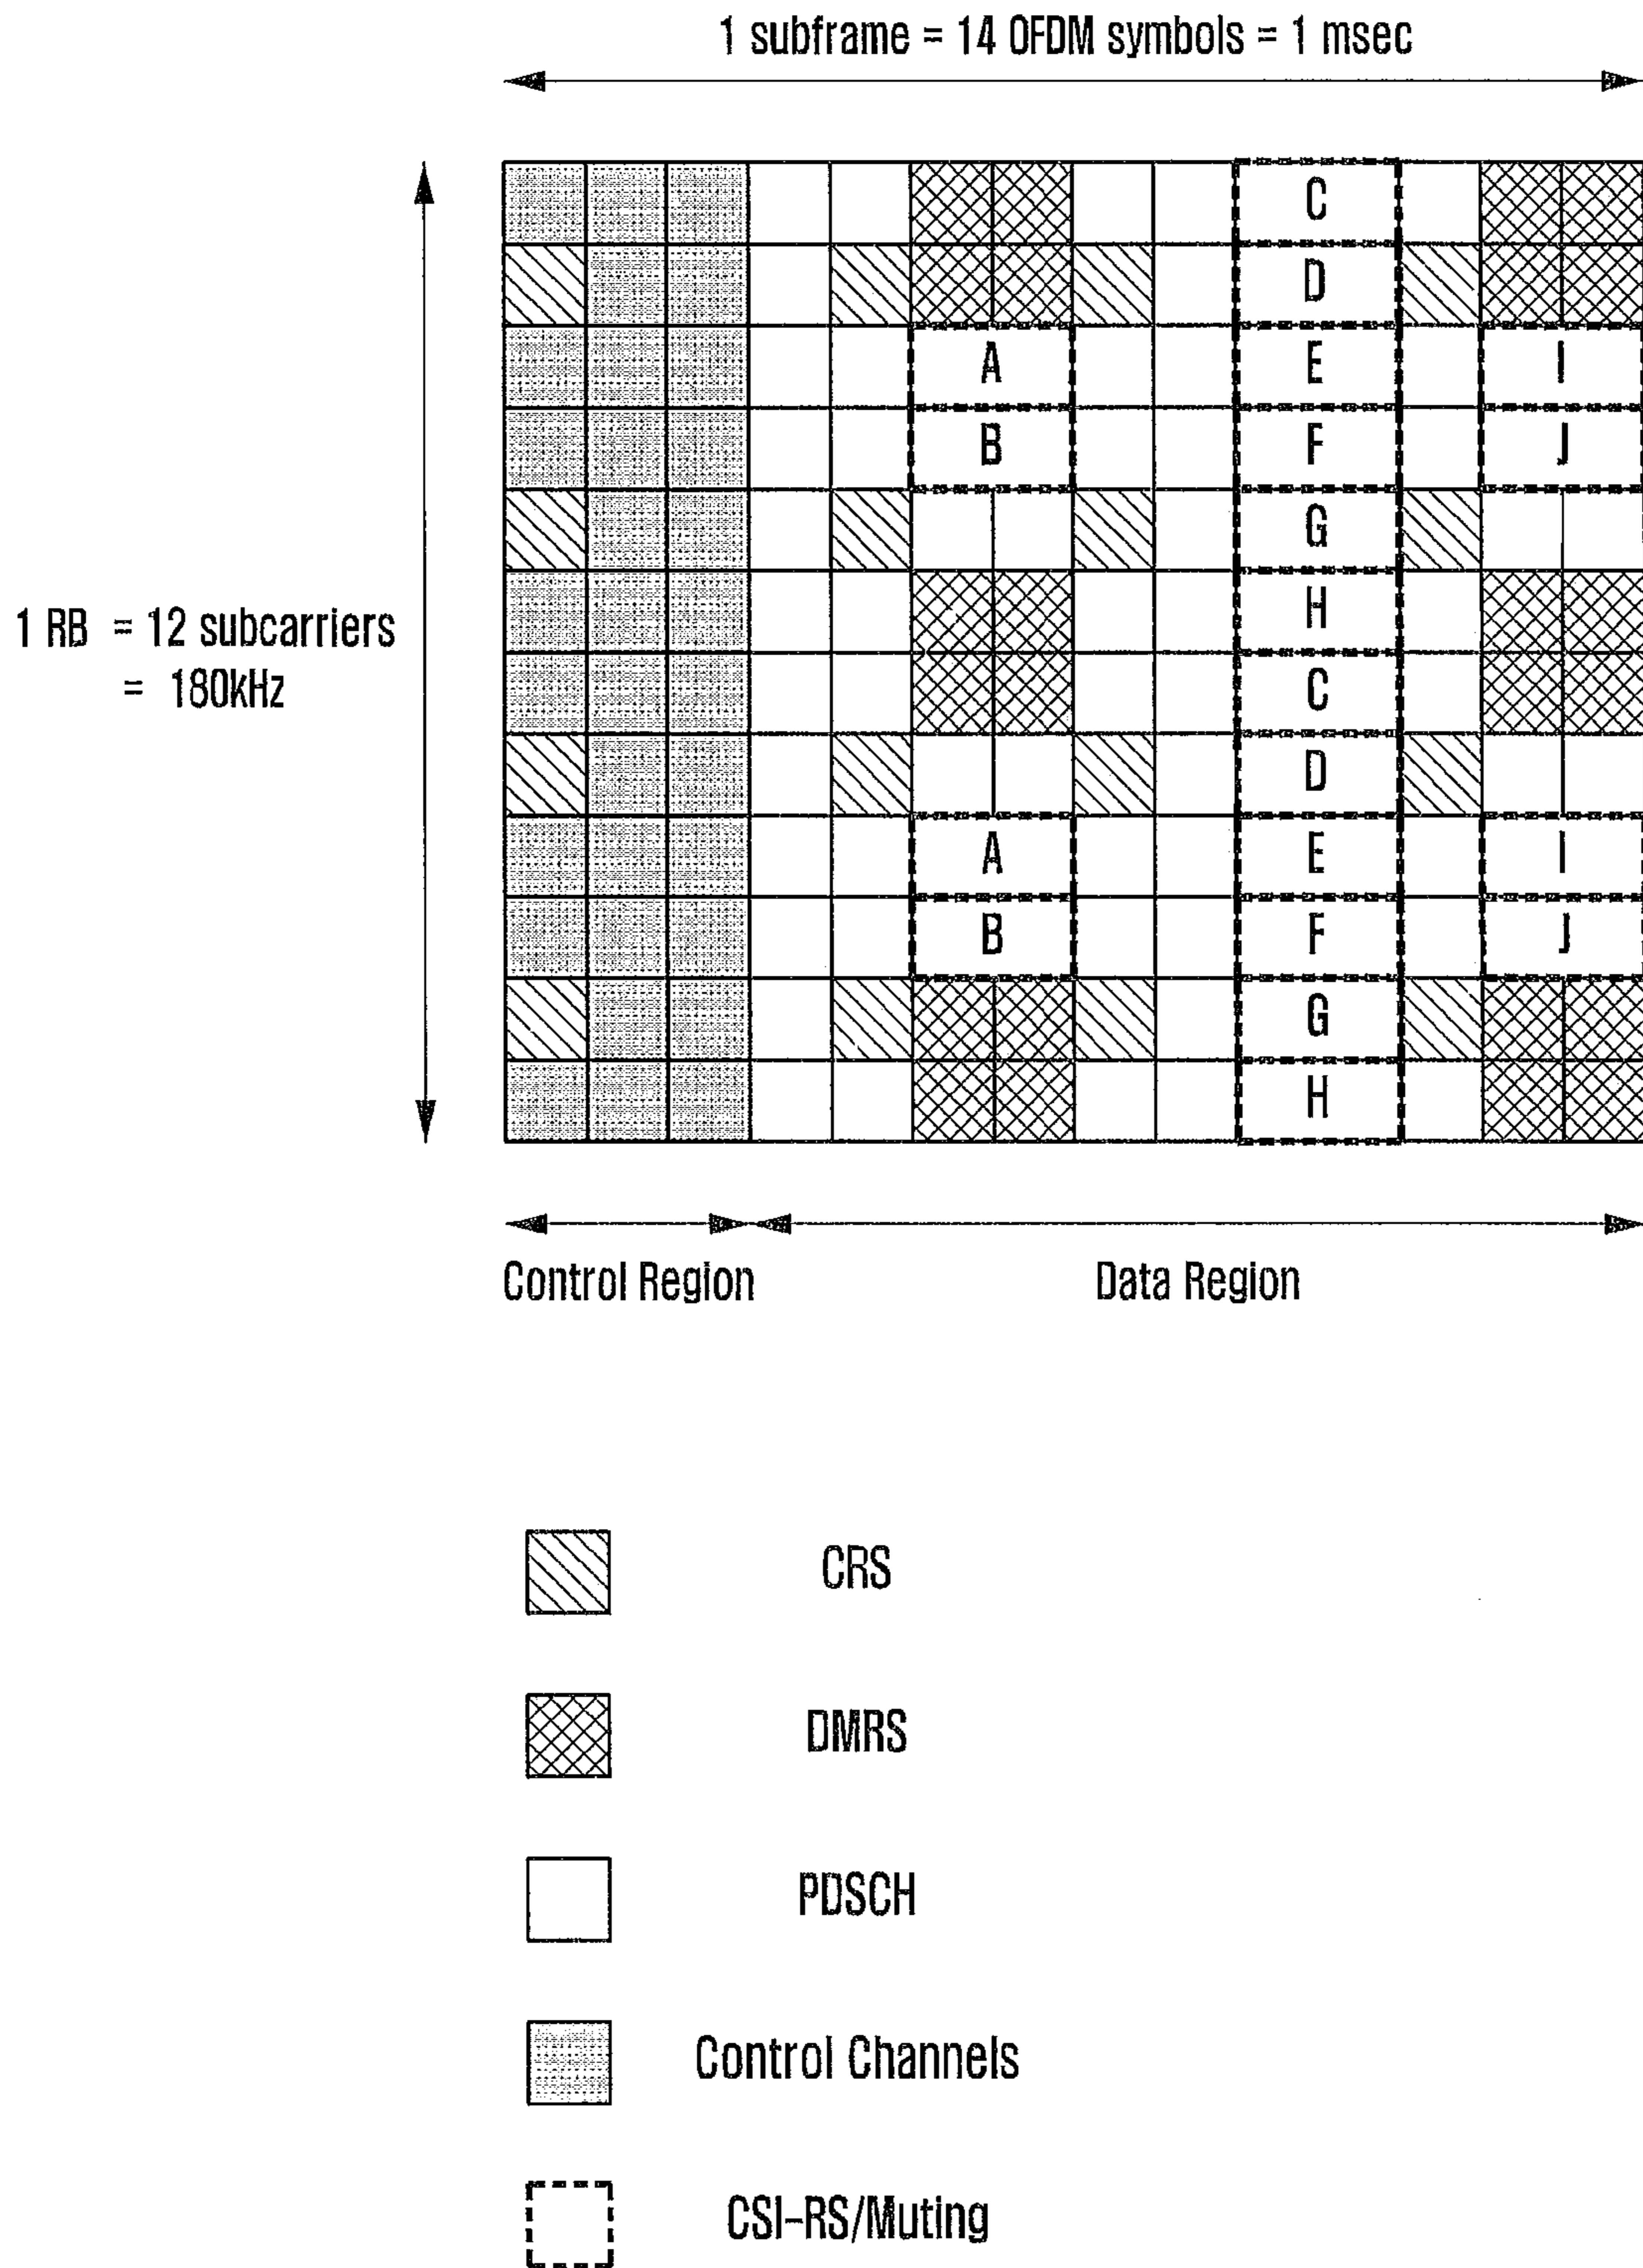 1 subframe = 14 OFDM symbols = 1 msec
C
D
A E I
B F J
G
H
1 RB = 12 subcarriers
= 180kHz
C
D
A E I
B F J
G
H
Control Region Data Region
CRS
DMRS
PDSCH
Control Channels
CSI-RS/Muting